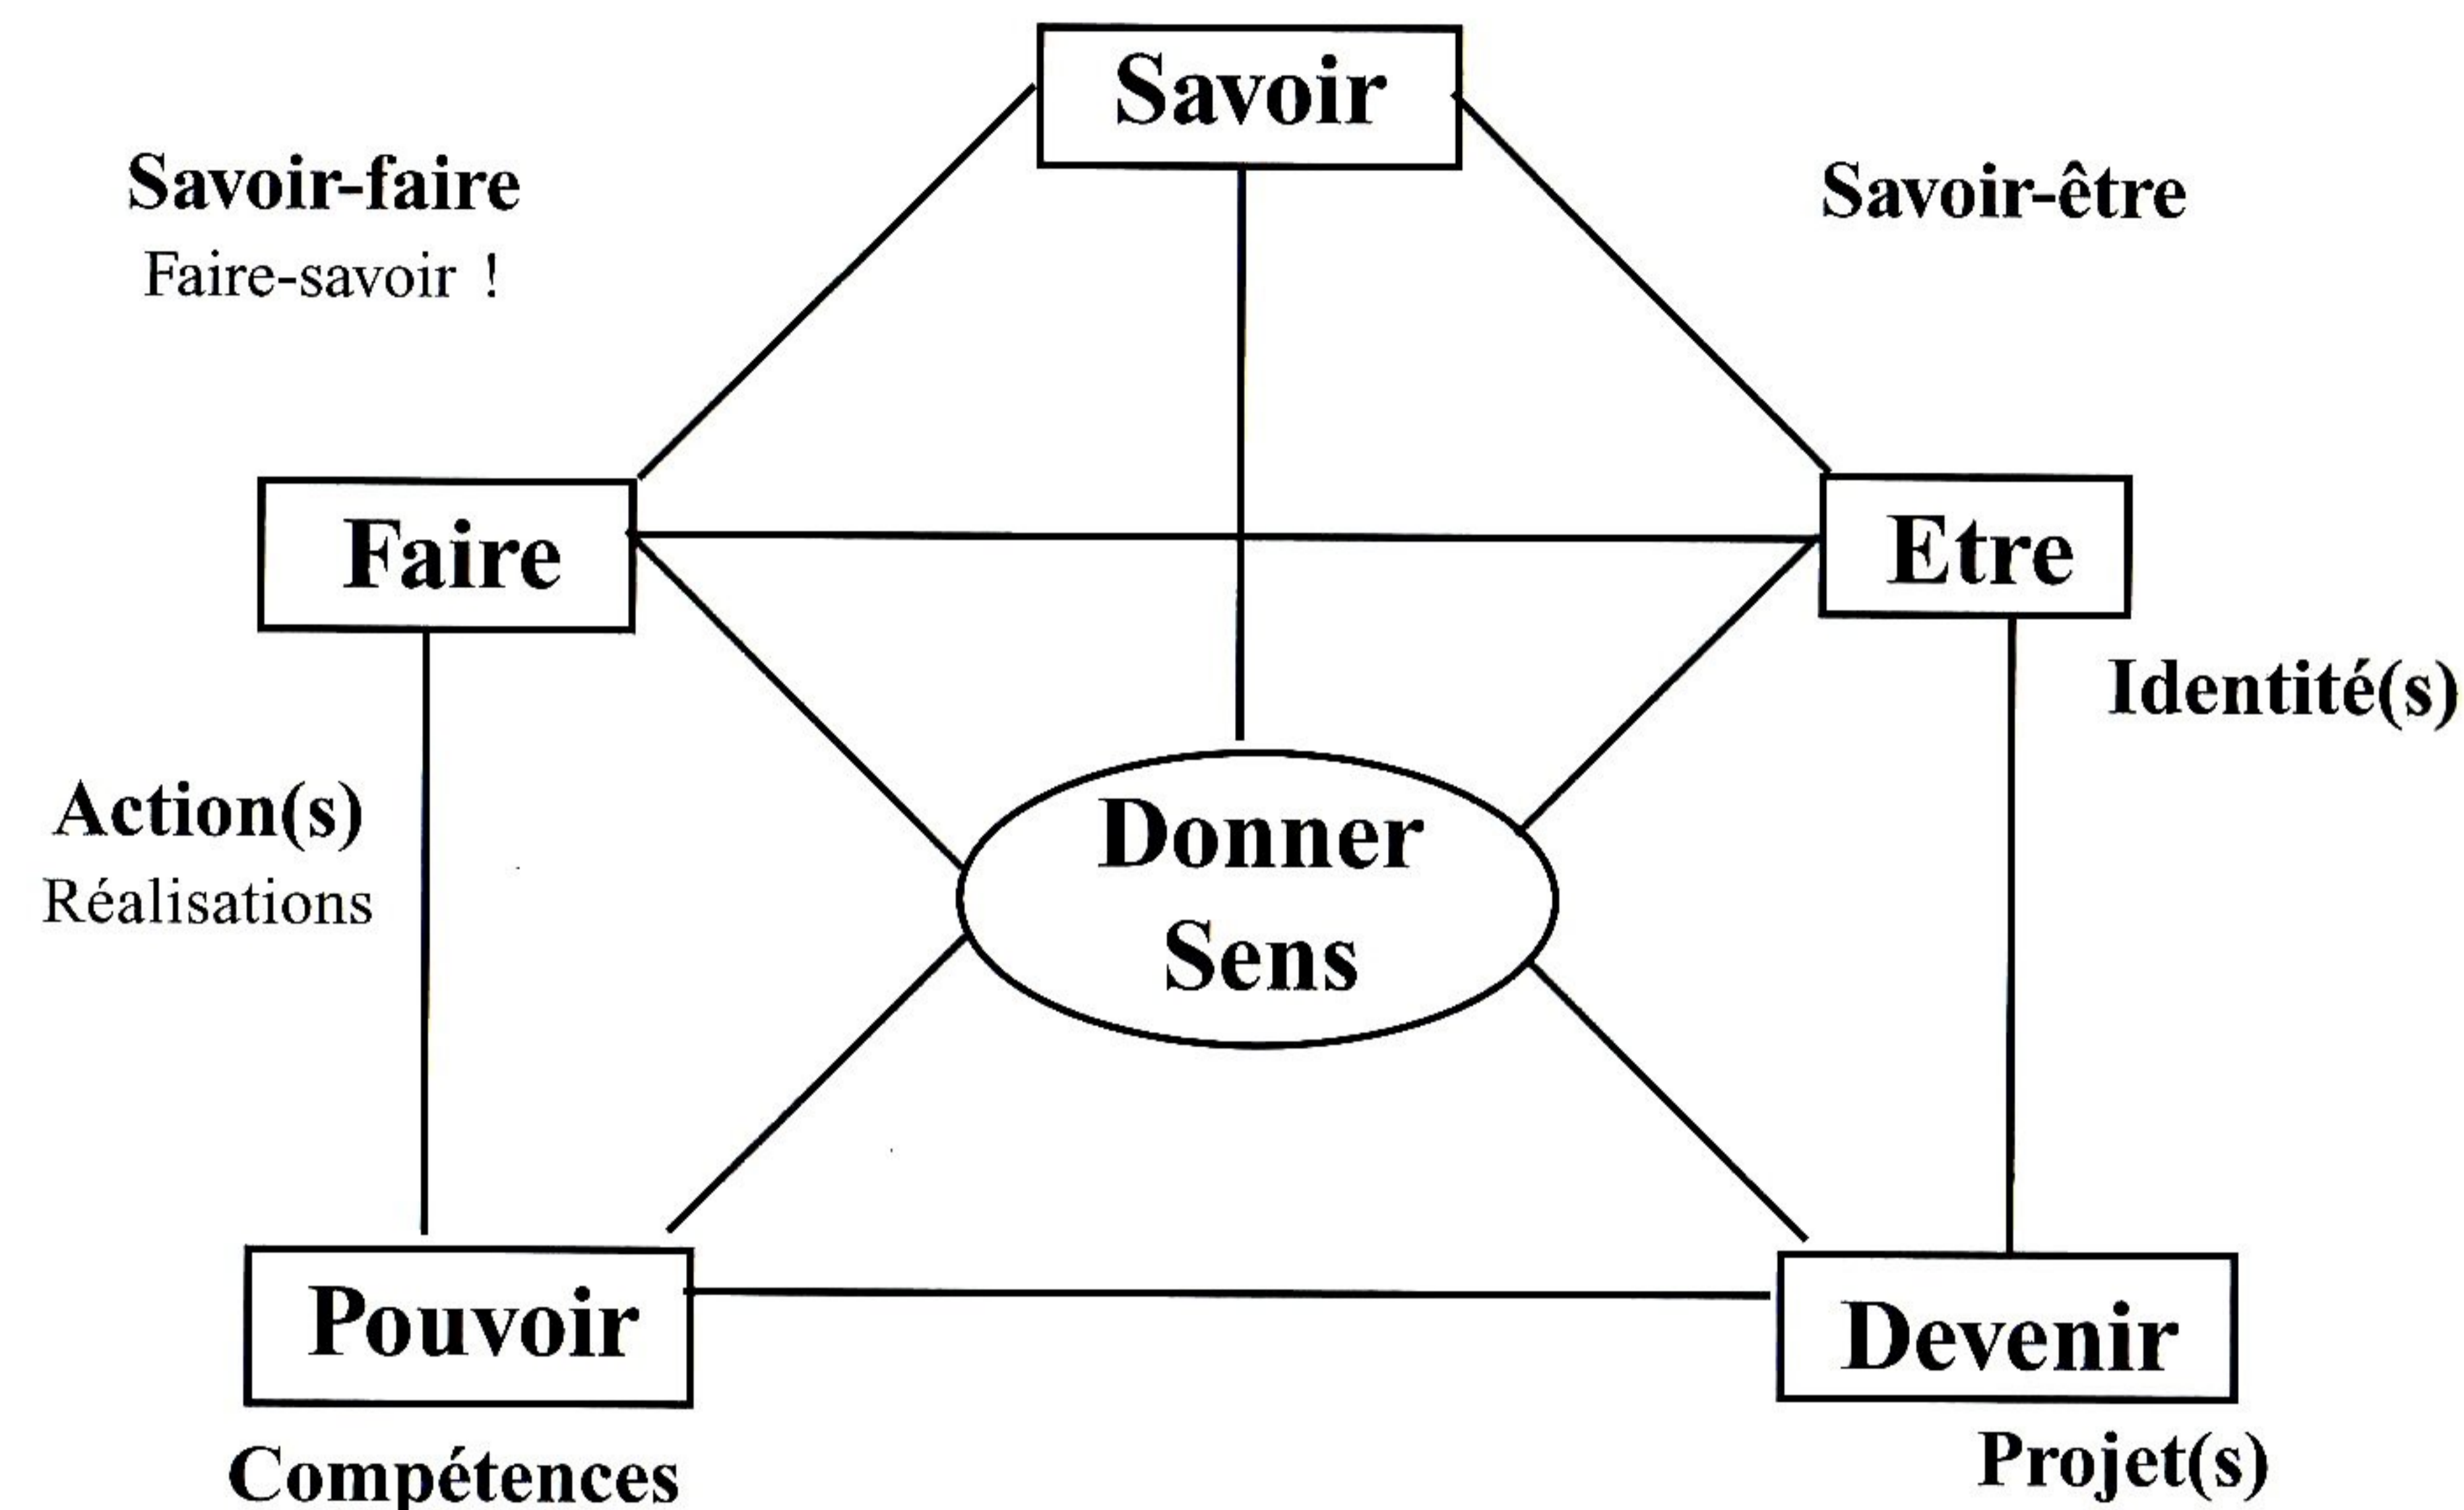 Savoir
Savoir-faire
Faire-savoir !
Savoir-être
Faire
Etre
Identité(s)
Action(s)
Réalisations
Donner
Sens
Pouvoir
Devenir
Compétences
Projet(s)